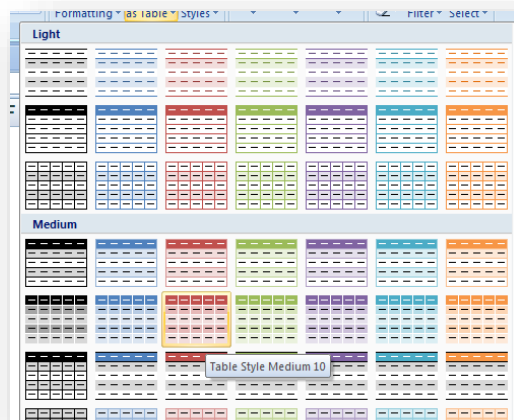 Formatting as Table Styles Filter Select
Light
Medium
Table Style Medium 10